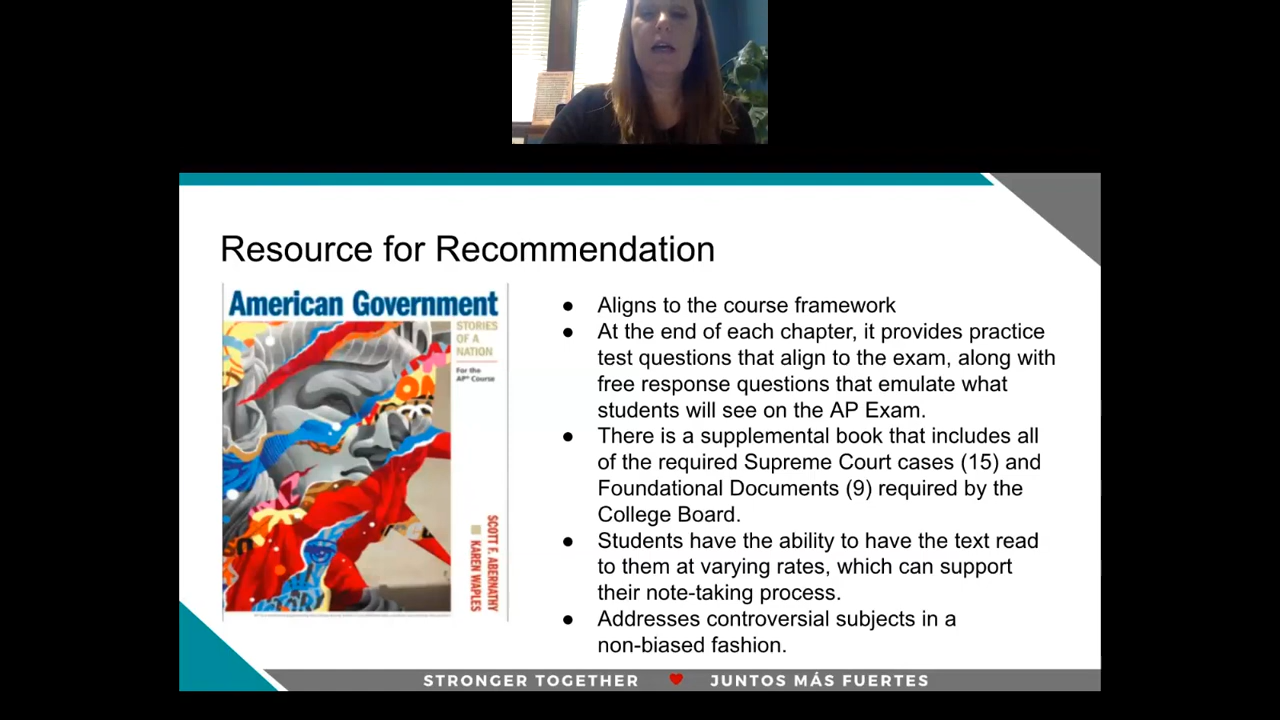 Resource for Recommendation
American Government
STORIES
OF A
NATION
For the
AP® Course
SCOTT F. ABERNATHY
KAREN WAPLES
● Aligns to the course framework
● At the end of each chapter, it provides practice
test questions that align to the exam, along with
free response questions that emulate what
students will see on the AP Exam.
● There is a supplemental book that includes all
of the required Supreme Court cases (15) and
Foundational Documents (9) required by the
College Board.
● Students have the ability to have the text read
to them at varying rates, which can support
their note-taking process.
● Addresses controversial subjects in a
non-biased fashion.
STRONGER TOGETHER JUNTOS MÁS FUERTES